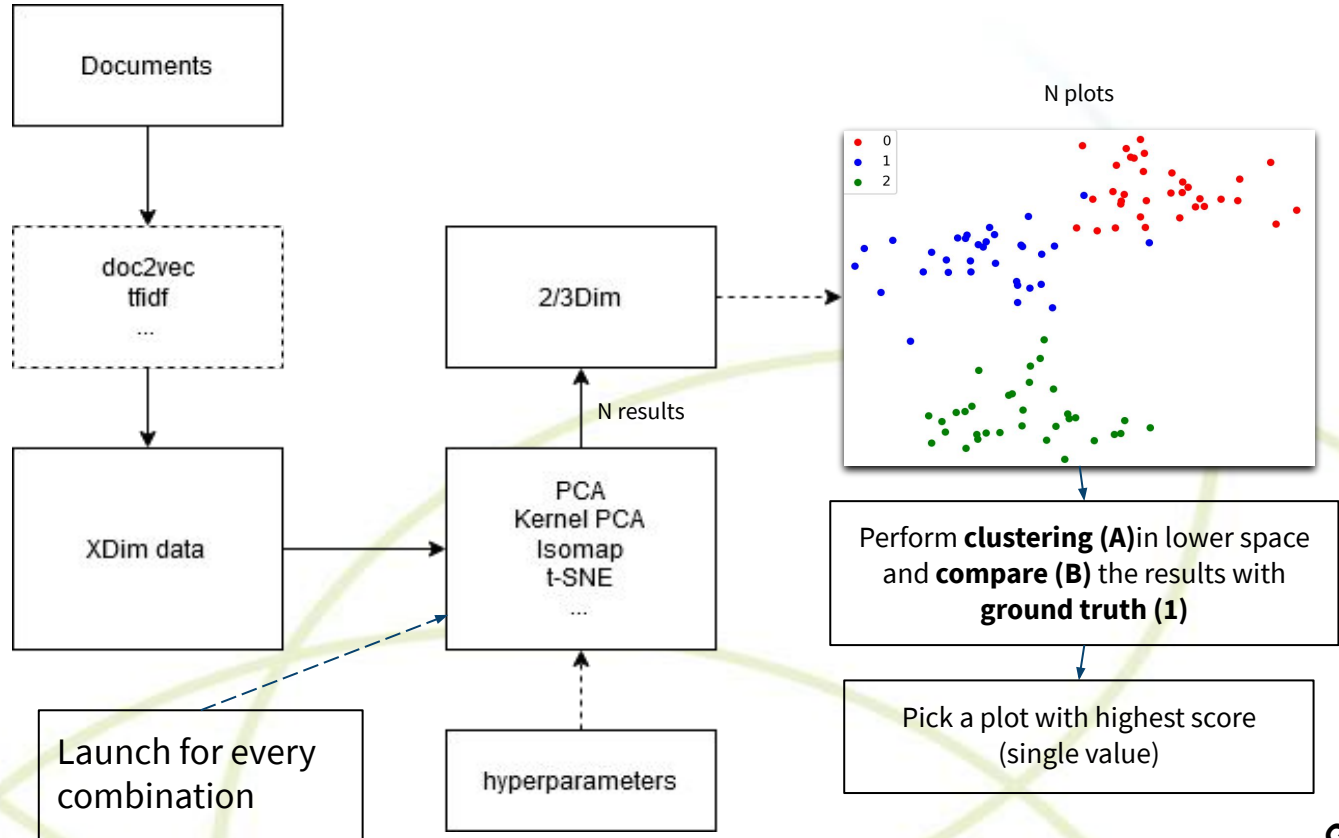 Documents
doc2vec
tfidf
...
XDim data
Launch for every
combination
2/3Dim
N results
PCA
Kernel PCA
Isomap
t-SNE
...
hyperparameters
N plots
0
1
2
Perform clustering (A)in lower space
and compare (B) the results with
ground truth (1)
Pick a plot with highest score
(single value)